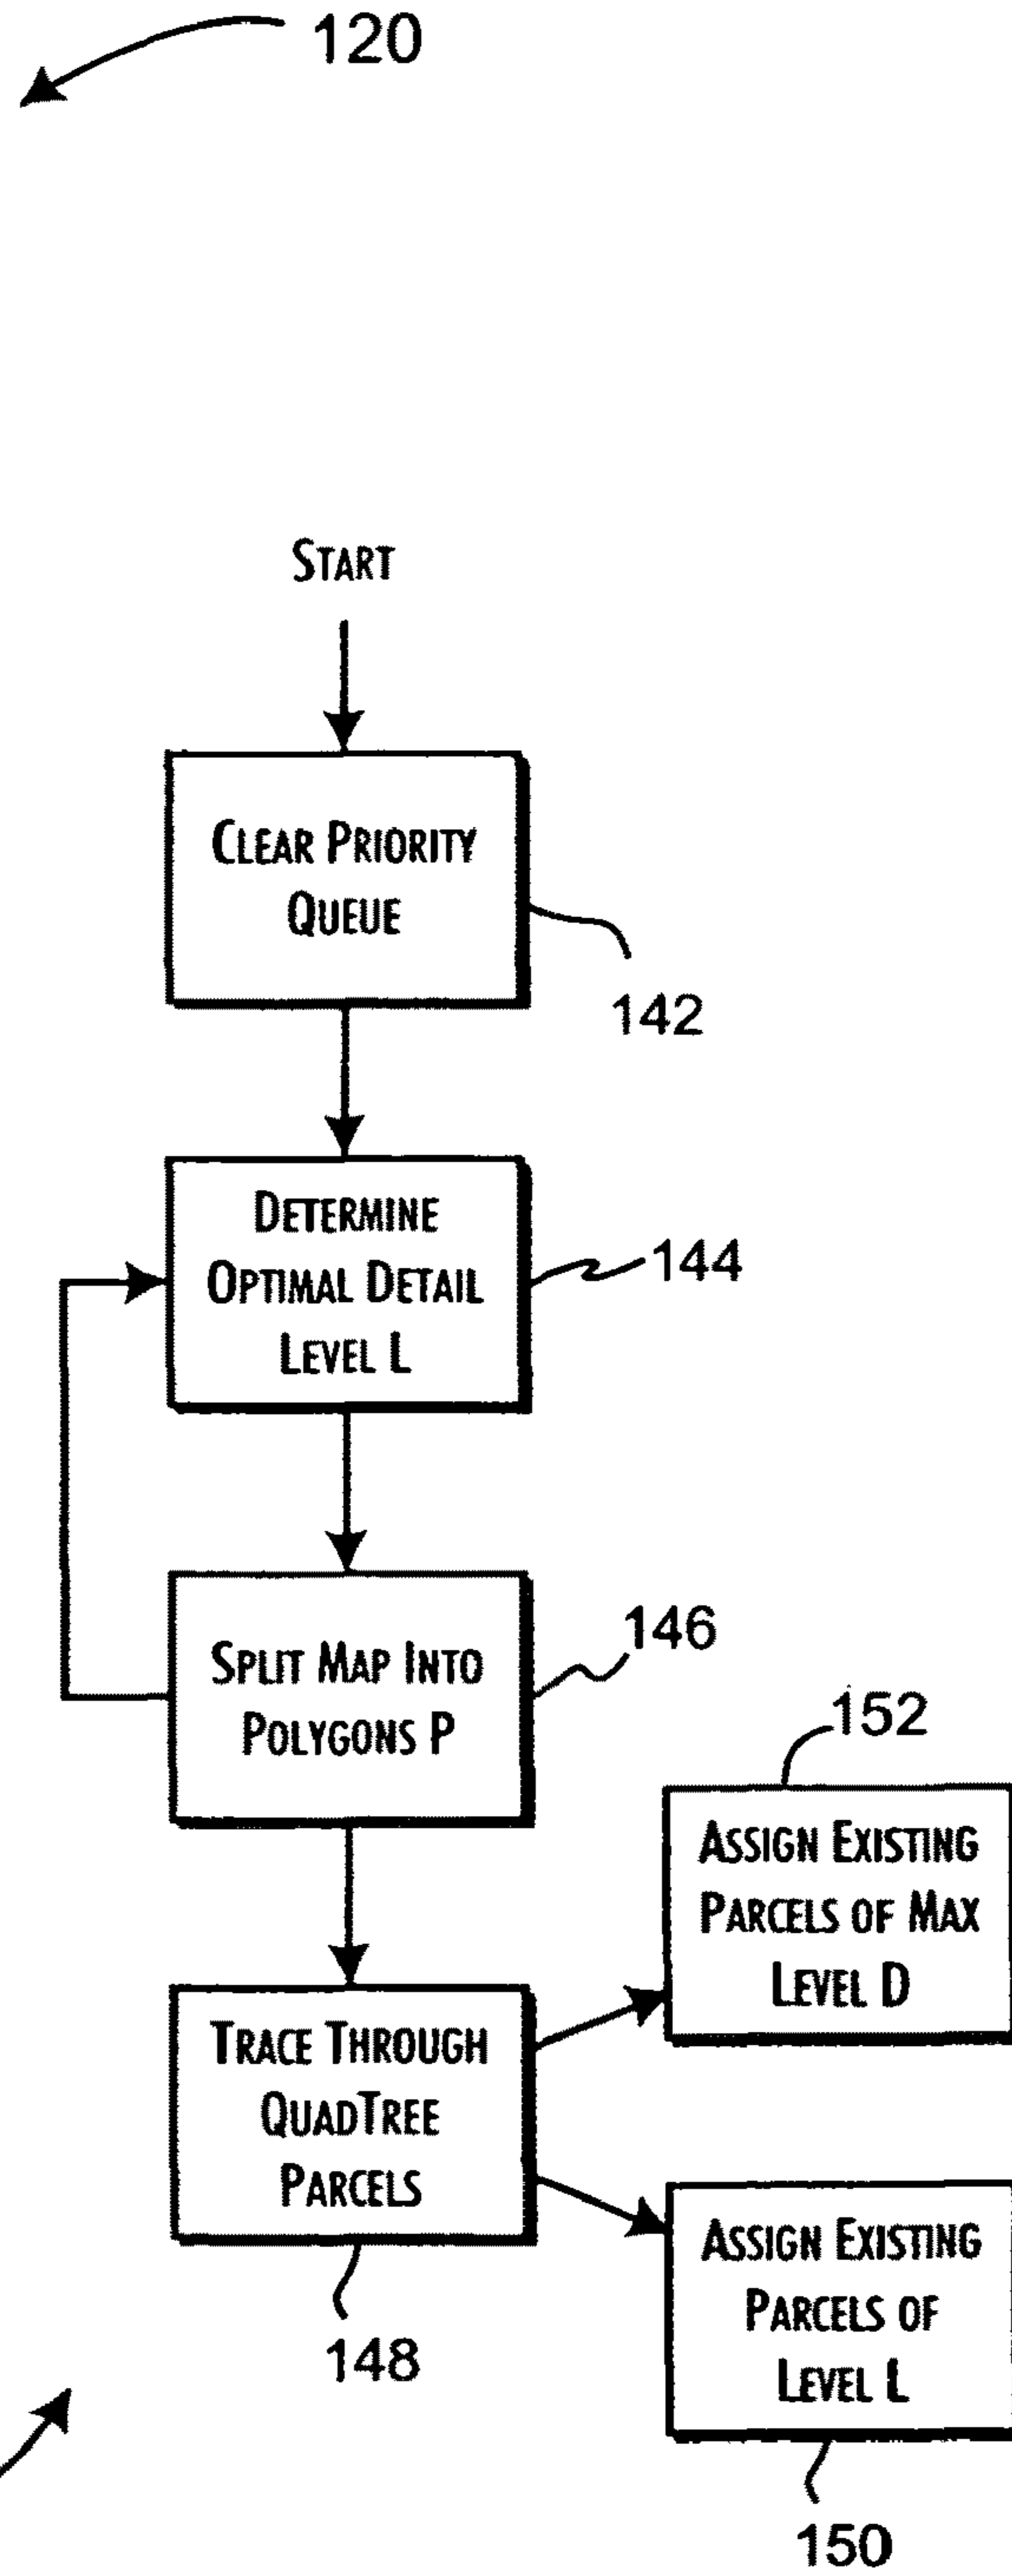 120
START
CLEAR PRIORITY
QUEUE
142
DETERMINE
OPTIMAL DETAIL
LEVEL L
144
SPLIT MAP INTO
POLYGONS P
146
152
ASSIGN EXISTING
PARCELS OF MAX
LEVEL D
TRACE THROUGH
QUADTREE
PARCELS
148
ASSIGN EXISTING
PARCELS OF
LEVEL L
150